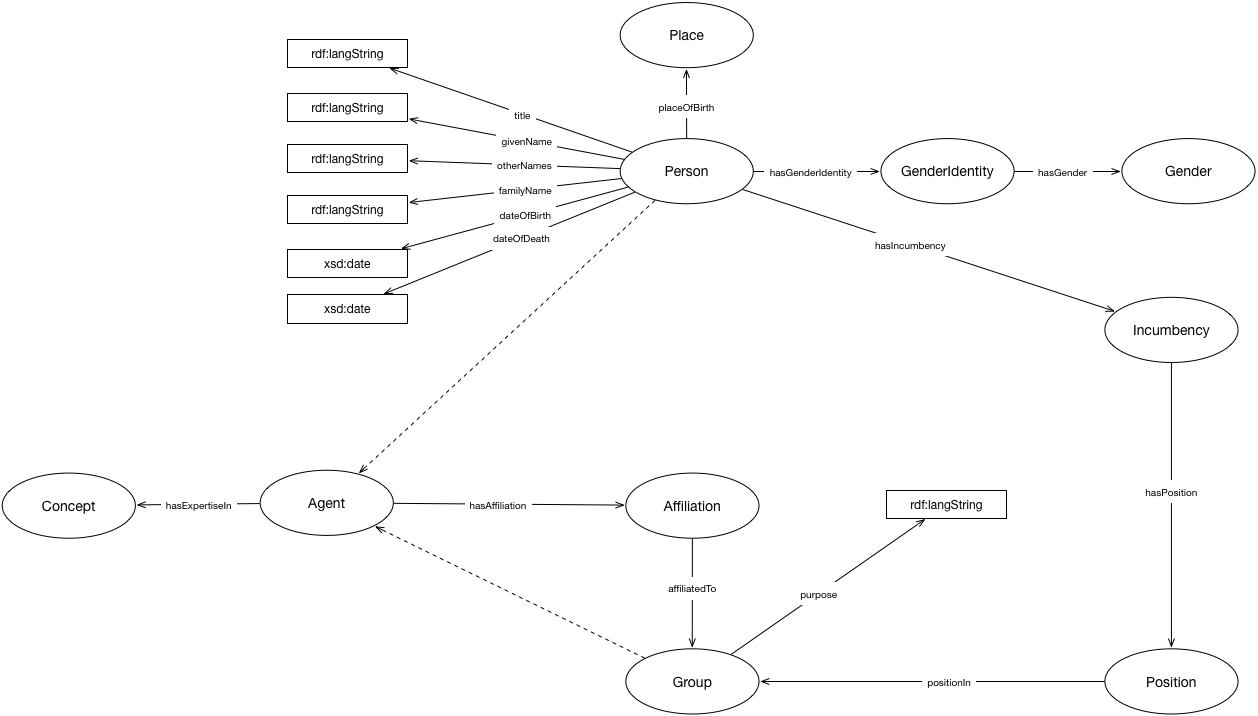 Place
rdf:langString
rdf:langString
placeOfBirth
title
givenName
rdf:langString
otherNames
Person
hasGenderIdentity
GenderIdentity
hasGender
Gender
familyName
rdf:langString
dateOfBirth
dateOfDeath
hasIncumbency
xsd:date
xsd:date
Incumbency
hasPosition
Concept
hasExpertiseIn
Agent
hasAffiliation
Affiliation
rdf:langString
affiliatedTo
purpose
Group
positionIn
Position